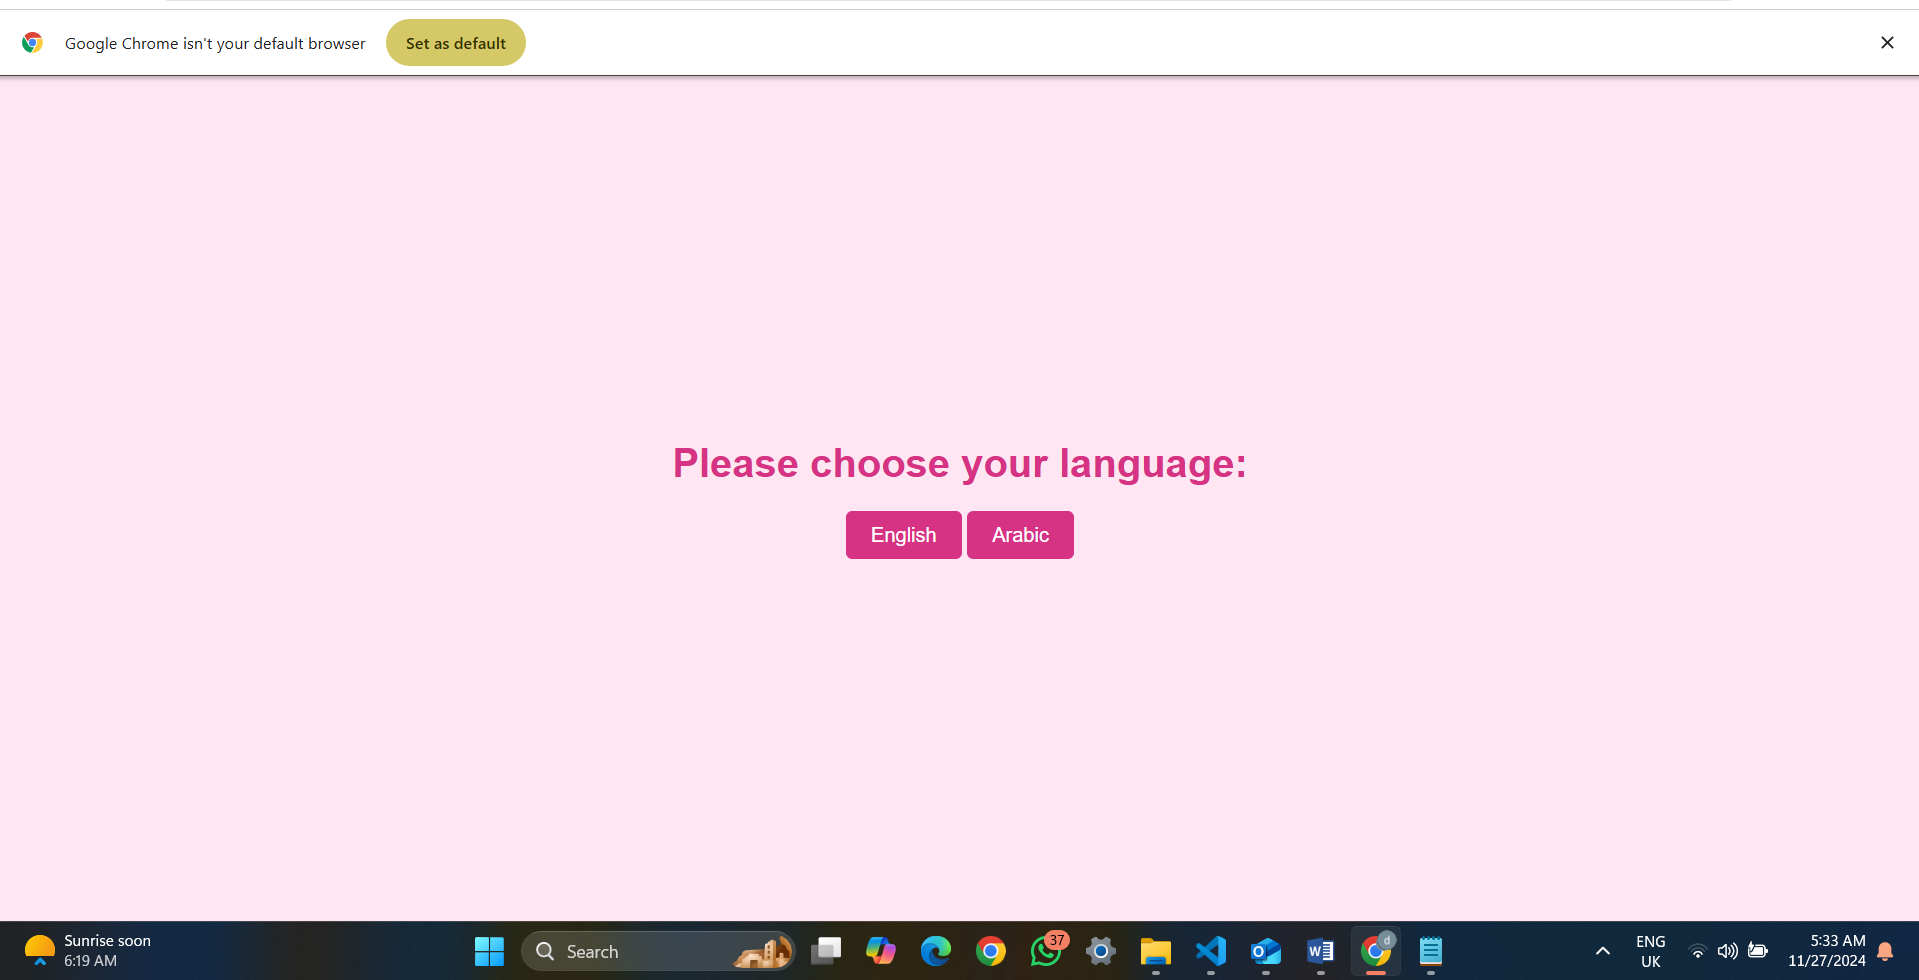 Google Chrome isn't your default browser
Set as default
Please choose your language:
English
Arabic
Sunrise soon
6:19 AM
Search
37
d
ENG
UK
5:33 AM
11/27/2024